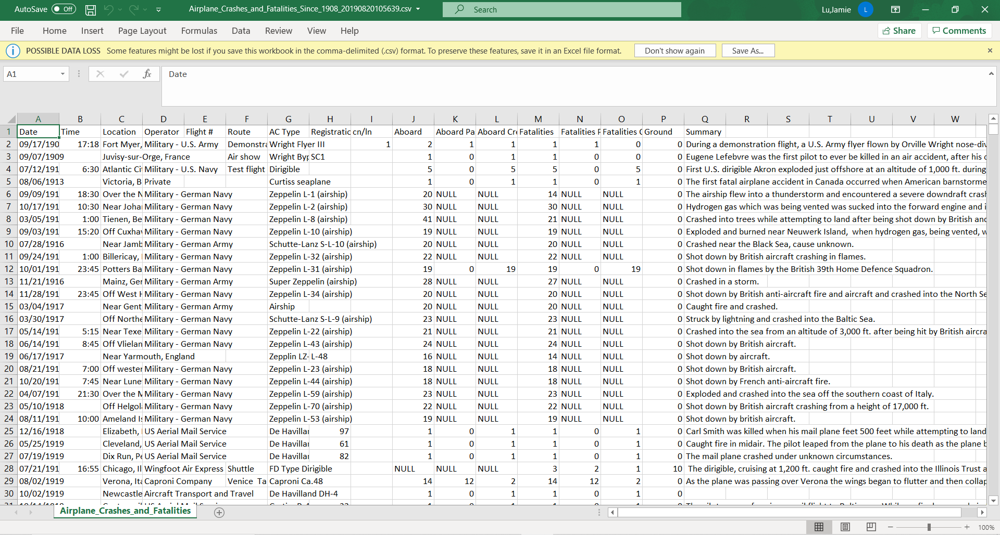 AutoSave Off Airplane_Crashes_and_Fatalities_Since_1908_20190820105639.csv Search Lu,Jamie L
File Home Insert Page Layout Formulas Data Review View Help Share Comments
POSSIBLE DATA LOSS Some features might be lost if you save this workbook in the comma-delimited (.csv) format. To preserve these features, save it in an Excel file format. Don't show again Save As...
A1 fx Date
A B C D E F G H I J K L M N O P Q R S T U V W
1 Date Time Location Operator Flight # Route AC Type Registratic cn/ln Aboard Aboard Pa Aboard Cre Fatalities Fatalities P Fatalities C Ground Summary
2 09/17/190 17:18 Fort Myer, Military - U.S. Army Demonstra Wright Flyer III 1 2 1 1 1 1 0 0 During a demonstration flight, a U.S. Army flyer flown by Orville Wright nose-div
3 09/07/1909 Juvisy-sur-Orge, France Air show Wright Byp SC1 1 0 1 1 0 0 0 Eugene Lefebvre was the first pilot to ever be killed in an air accident, after his c
4 07/12/191 6:30 Atlantic Cit Military - U.S. Navy Test flight Dirigible 5 0 5 5 0 5 0 First U.S. dirigible Akron exploded just offshore at an altitude of 1,000 ft. during
5 08/06/1913 Victoria, B Private Curtiss seaplane 1 0 1 1 0 1 0 The first fatal airplane accident in Canada occurred when American barnstorme
6 09/09/191 18:30 Over the N Military - German Navy Zeppelin L-1 (airship) 20 NULL NULL 14 NULL NULL 0 The airship flew into a thunderstorm and encountered a severe downdraft crash
7 10/17/191 10:30 Near Joha Military - German Navy Zeppelin L-2 (airship) 30 NULL NULL 30 NULL NULL 0 Hydrogen gas which was being vented was sucked into the forward engine and i
8 03/05/191 1:00 Tienen, Be Military - German Navy Zeppelin L-8 (airship) 41 NULL NULL 21 NULL NULL 0 Crashed into trees while attempting to land after being shot down by British and
9 09/03/191 15:20 Off Cuxhav Military - German Navy Zeppelin L-10 (airship) 19 NULL NULL 19 NULL NULL 0 Exploded and burned near Neuwerk Island, when hydrogen gas, being vented, w
10 07/28/1916 Near Jamb Military - German Army Schutte-Lanz S-L-10 (airship) 20 NULL NULL 20 NULL NULL 0 Crashed near the Black Sea, cause unknown.
11 09/24/191 1:00 Billericay, Military - German Navy Zeppelin L-32 (airship) 22 NULL NULL 22 NULL NULL 0 Shot down by British aircraft crashing in flames.
12 10/01/191 23:45 Potters Ba Military - German Navy Zeppelin L-31 (airship) 19 0 19 19 0 19 0 Shot down in flames by the British 39th Home Defence Squadron.
13 11/21/1916 Mainz, Ger Military - German Army Super Zeppelin (airship) 28 NULL NULL 27 NULL NULL 0 Crashed in a storm.
14 11/28/191 23:45 Off West H Military - German Navy Zeppelin L-34 (airship) 20 NULL NULL 20 NULL NULL 0 Shot down by British anti-aircraft fire and aircraft and crashed into the North Se
15 03/04/1917 Near Gent Military - German Army Airship 20 NULL NULL 20 NULL NULL 0 Caught fire and crashed.
16 03/30/1917 Off Northe Military - German Navy Schutte-Lanz S-L-9 (airship) 23 NULL NULL 23 NULL NULL 0 Struck by lightning and crashed into the Baltic Sea.
17 05/14/191 5:15 Near Texe Military - German Navy Zeppelin L-22 (airship) 21 NULL NULL 21 NULL NULL 0 Crashed into the sea from an altitude of 3,000 ft. after being hit by British aircra
18 06/14/191 8:45 Off Vlielan Military - German Navy Zeppelin L-43 (airship) 24 NULL NULL 24 NULL NULL 0 Shot down by British aircraft.
19 06/17/1917 Near Yarmouth, England Zepplin LZ- L-48 16 NULL NULL 14 NULL NULL 0 Shot down by aircraft.
20 08/21/191 7:00 Off wester Military - German Navy Zeppelin L-23 (airship) 18 NULL NULL 18 NULL NULL 0 Shot down by British aircraft.
21 10/20/191 7:45 Near Lune Military - German Navy Zeppelin L-44 (airship) 18 NULL NULL 18 NULL NULL 0 Shot down by French anti-aircraft fire.
22 04/07/191 21:30 Over the M Military - German Navy Zeppelin L-59 (airship) 23 NULL NULL 23 NULL NULL 0 Exploded and crashed into the sea off the southern coast of Italy.
23 05/10/1918 Off Helgola Military - German Navy Zeppelin L-70 (airship) 22 NULL NULL 22 NULL NULL 0 Shot down by British aircraft crashing from a height of 17,000 ft.
24 08/11/191 10:00 Ameland Is Military - German Navy Zeppelin L-53 (airship) 19 NULL NULL 19 NULL NULL 0 Shot down by british aircraft.
25 12/16/1918 Elizabeth, US Aerial Mail Service De Havillar 97 1 0 1 1 0 1 0 Carl Smith was killed when his mail plane feet 500 feet while attempting to land
26 05/25/1919 Cleveland, US Aerial Mail Service De Havillar 61 1 0 1 1 0 1 0 Caught fire in midair. The pilot leaped from the plane to his death as the plane b
27 07/19/1919 Dix Run, Pe US Aerial Mail Service De Havillar 82 1 0 1 1 0 1 0 The mail plane crashed under unknown circumstances.
28 07/21/191 16:55 Chicago, Il Wingfoot Air Express Shuttle FD Type Dirigible NULL NULL NULL 3 2 1 10 The dirigible, cruising at 1,200 ft. caught fire and crashed into the Illinois Trust a
29 08/02/1919 Verona, Ita Caproni Company Venice Ta Caproni Ca.48 14 12 2 14 12 2 0 As the plane was passing over Verona the wings began to flutter and then collap
30 10/02/1919 Newcastle Aircraft Transport and Travel De Havilland DH-4 1 0 1 1 0 1 0
Airplane_Crashes_and_Fatalities
100%